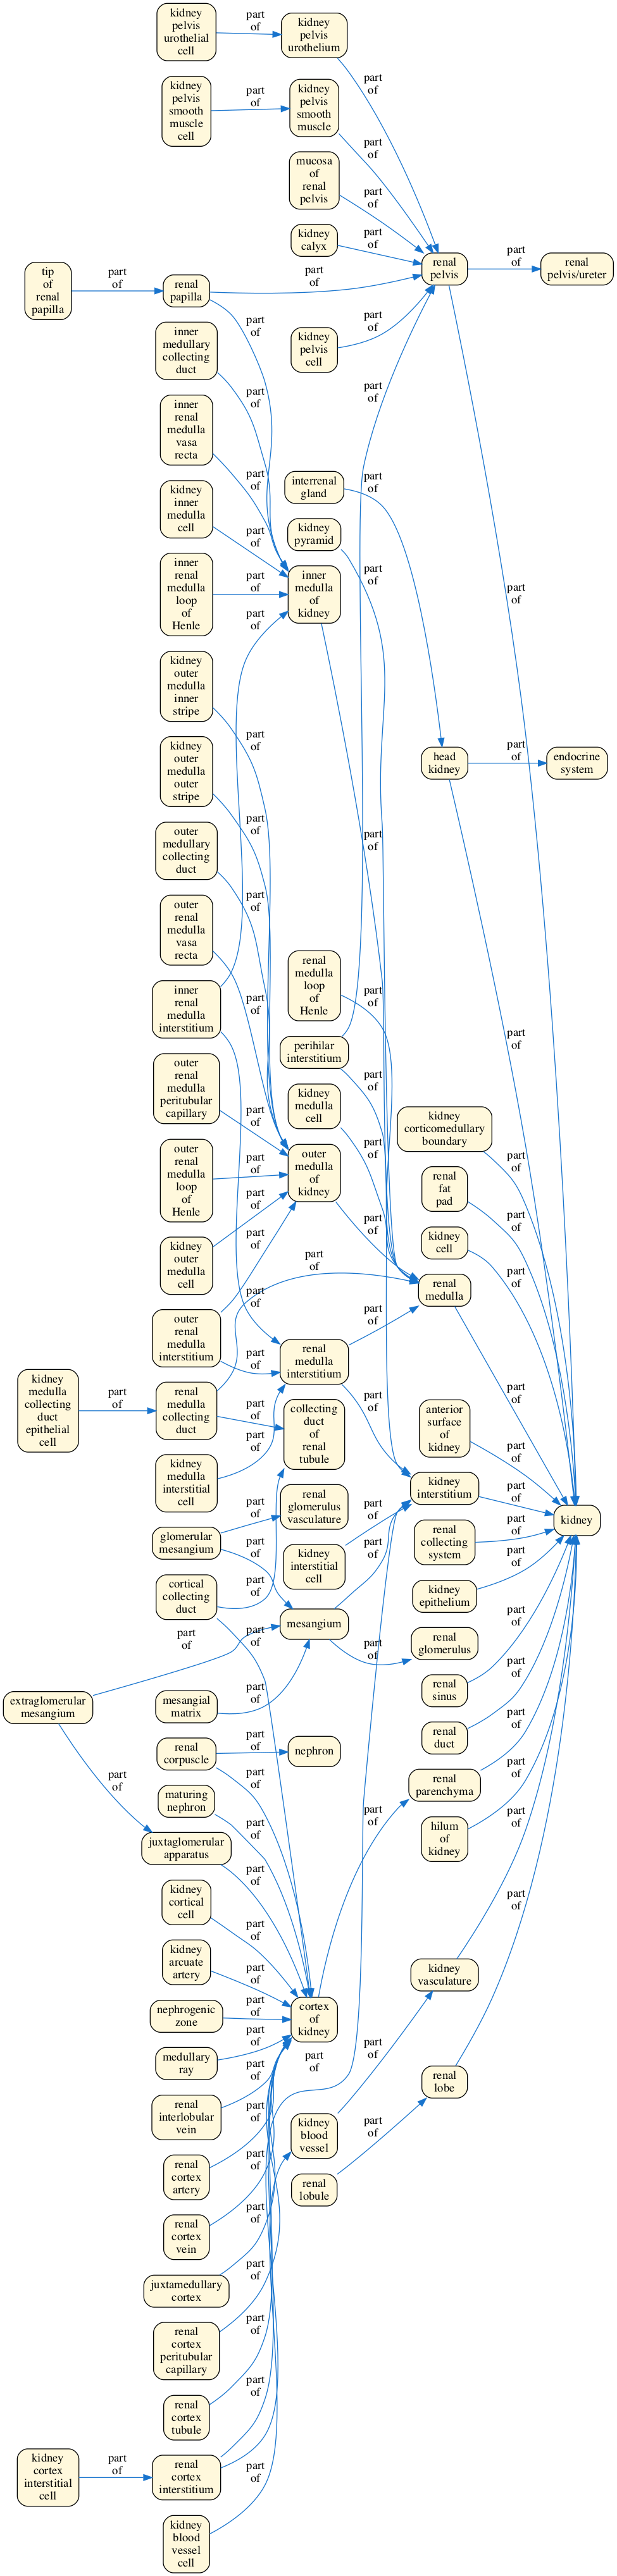 kidney
pelvis
urothelial
cell
part
of
kidney
pelvis
urothelium
part
of
kidney
pelvis
smooth
muscle
cell
part
of
kidney
pelvis
smooth
muscle
part
of
mucosa
of
renal
pelvis
part
of
kidney
calyx
part
of
renal
pelvis
part
of
renal
pelvis/ureter
tip
of
renal
papilla
part
of
renal
papilla
part
of
part
of
kidney
pelvis
cell
part
of
inner
medullary
collecting
duct
part
of
part
of
inner
renal
medulla
vasa
recta
part
of
interrenal
gland
part
of
kidney
inner
medulla
cell
part
of
kidney
pyramid
part
of
inner
renal
medulla
loop
of
Henle
part
of
inner
medulla
of
kidney
part
of
part
of
kidney
outer
medulla
inner
stripe
part
of
kidney
outer
medulla
outer
stripe
part
of
head
kidney
part
of
endocrine
system
part
of
outer
medullary
collecting
duct
part
of
outer
renal
medulla
vasa
recta
part
of
renal
medulla
loop
of
Henle
part
of
inner
renal
medulla
interstitium
perihilar
interstitium
part
of
part
of
outer
renal
medulla
peritubular
capillary
part
of
kidney
medulla
cell
part
of
kidney
corticomedullary
boundary
part
of
outer
renal
medulla
loop
of
Henle
part
of
outer
medulla
of
kidney
part
of
renal
fat
pad
part
of
kidney
outer
medulla
cell
part
of
kidney
cell
part
of
part
of
renal
medulla
part
of
outer
renal
medulla
interstitium
part
of
part
of
renal
medulla
interstitium
part
of
part
of
kidney
medulla
collecting
duct
epithelial
cell
part
of
renal
medulla
collecting
duct
part
of
collecting
duct
of
renal
tubule
anterior
surface
of
kidney
part
of
kidney
medulla
interstitial
cell
part
of
kidney
interstitium
part
of
kidney
renal
glomerulus
vasculature
part
of
glomerular
mesangium
part
of
part
of
kidney
interstitial
cell
part
of
renal
collecting
system
part
of
cortical
collecting
duct
part
of
part
of
kidney
epithelium
part
of
mesangium
part
of
renal
glomerulus
extraglomerular
mesangium
part
of
part
of
mesangial
matrix
part
of
renal
sinus
part
of
renal
corpuscle
part
of
nephron
renal
duct
part
of
maturing
nephron
part
of
renal
parenchyma
part
of
part
of
juxtaglomerular
apparatus
part
of
hilum
of
kidney
part
of
kidney
cortical
cell
part
of
kidney
arcuate
artery
part
of
kidney
vasculature
part
of
nephrogenic
zone
part
of
cortex
of
kidney
medullary
ray
part
of
part
of
part
of
renal
interlobular
vein
part
of
renal
lobe
renal
cortex
artery
part
of
kidney
blood
vessel
part
of
renal
lobule
renal
cortex
vein
part
of
juxtamedullary
cortex
part
of
renal
cortex
peritubular
capillary
part
of
renal
cortex
tubule
part
of
kidney
cortex
interstitial
cell
part
of
renal
cortex
interstitium
part
of
kidney
blood
vessel
cell
part
of